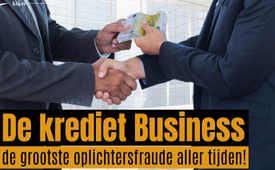 De krediet Business
de grootste oplichtersfraude aller tijden!